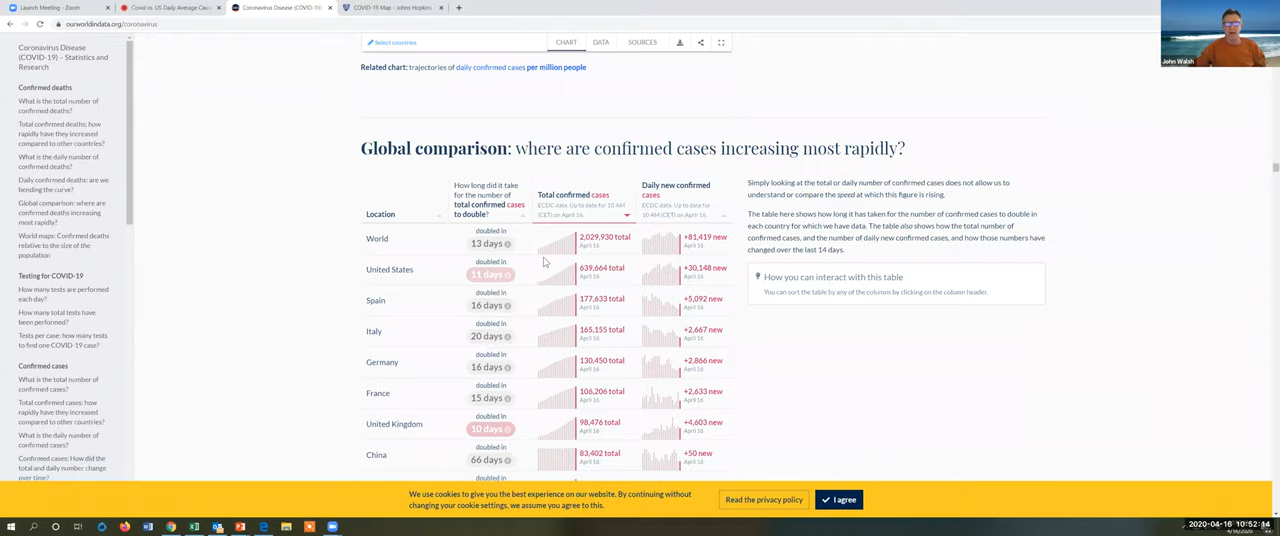 Launch Meeting - Zoom
Covid vs. US Daily Average Cau
Coronavirus Disease (COVID-19)
COVID-19 Map - Johns Hopkins
ourworldindata.org/coronavirus
John Walsh
Coronavirus Disease
(COVID-19) – Statistics and
Research
Confirmed deaths
What is the total number of
confirmed deaths?
Total confirmed deaths: how
rapidly have they increased
compared to other countries?
What is the daily number of
confirmed deaths?
Daily confirmed deaths: are we
bending the curve?
Global comparison: where are
confirmed deaths increasing
most rapidly?
World maps: Confirmed deaths
relative to the size of the
population
Testing for COVID-19
How many tests are performed
each day?
How many total tests have
been performed?
Tests per case: how many tests
to find one COVID-19 case?
Confirmed cases
What is the total number of
confirmed cases?
Total confirmed cases: how
rapidly have they increased
compared to other countries?
What is the daily number of
confirmed cases?
Confirmed cases: How did the
total and daily number change
over time?
Select countries
CHART DATA SOURCES
Related chart: trajectories of daily confirmed cases per million people
Global comparison: where are confirmed cases increasing most rapidly?
Location
How long did it take
for the number of
total confirmed cases
to double?
Total confirmed cases
ECDC data. Up to date for 10 AM
(CET) on April 16.
Daily new confirmed
cases
ECDC data. Up to date for
10 AM (CET) on April 16.
World
doubled in
13 days
2,029,930 total
April 16
+81,419 new
April 16
United States
doubled in
11 days
639,664 total
April 16
+30,148 new
April 16
Spain
doubled in
16 days
177,633 total
April 16
+5,092 new
April 16
Italy
doubled in
20 days
165,155 total
April 16
+2,667 new
April 16
Germany
doubled in
16 days
130,450 total
April 16
+2,866 new
April 16
France
doubled in
15 days
106,206 total
April 16
+2,633 new
April 16
United Kingdom
doubled in
10 days
98,476 total
April 16
+4,603 new
April 16
China
doubled in
66 days
83,402 total
April 16
+50 new
April 16
doubled in
Simply looking at the total or daily number of confirmed cases does not allow us to
understand or compare the speed at which this figure is rising.
The table here shows how long it has taken for the number of confirmed cases to double in
each country for which we have data. The table also shows how the total number of
confirmed cases, and the number of daily new confirmed cases, and how those numbers have
changed over the last 14 days.
How you can interact with this table
You can sort the table by any of the columns by clicking on the column header.
We use cookies to give you the best experience on our website. By continuing without
changing your cookie settings, we assume you agree to this.
Read the privacy policy
I agree
2020-04-16 10:52:14